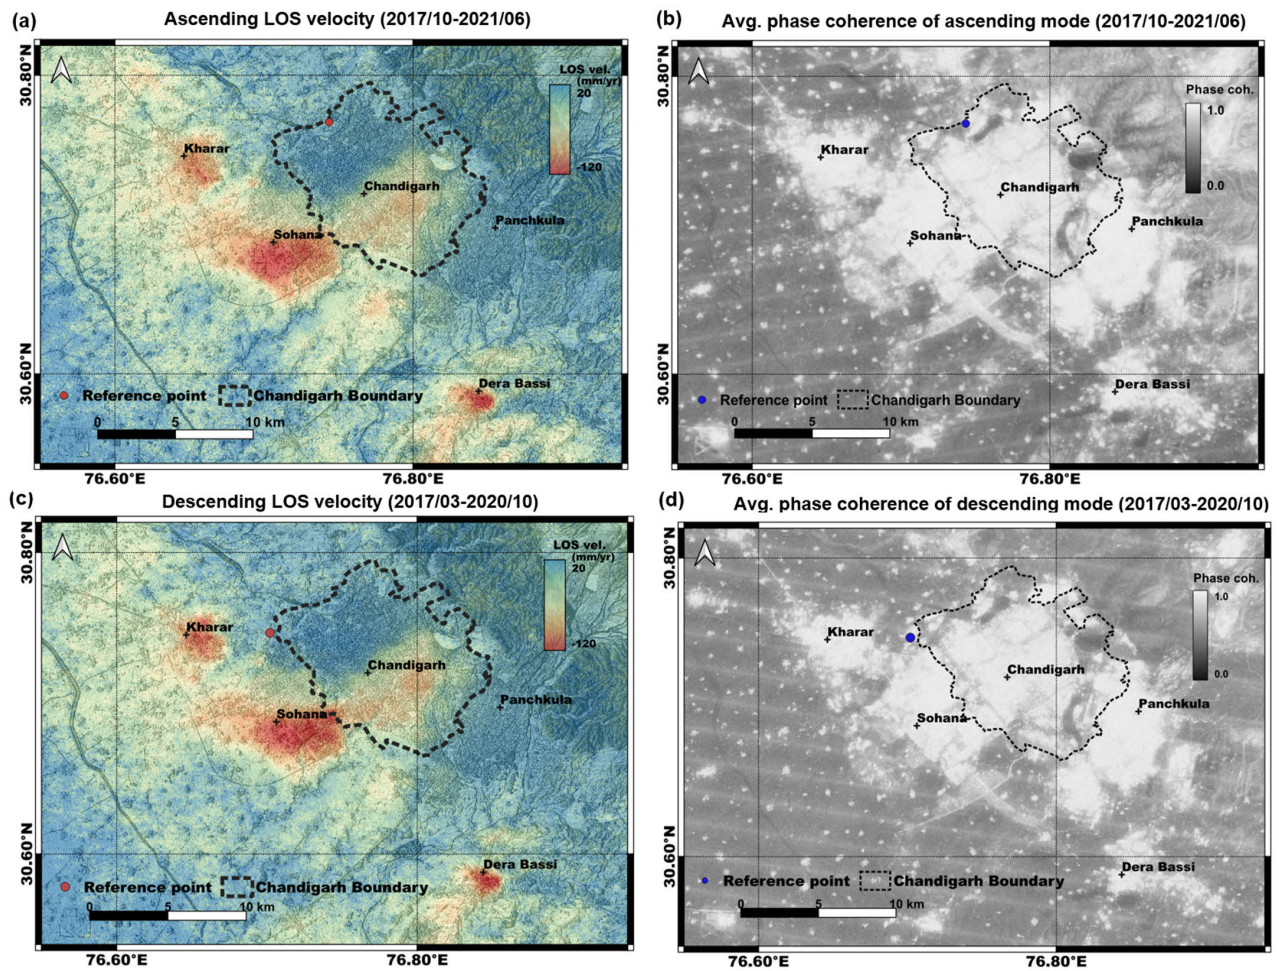 (a)
Ascending LOS velocity (2017/10-2021/06)
30.80°N
30.60°N
LOS vel.
(mm/yr)
20
-120
Kharar
Chandigarh
Panchkula
Sohana
Dera Bassi
Reference point
Chandigarh Boundary
0 5 10 km
76.60°E 76.80°E
(b)
Avg. phase coherence of ascending mode (2017/10-2021/06)
30.80°N
30.60°N
Phase coh.
1.0
0.0
Kharar
Chandigarh
Panchkula
Sohana
Dera Bassi
Reference point
Chandigarh Boundary
0 5 10 km
76.60°E 76.80°E
(c)
Descending LOS velocity (2017/03-2020/10)
30.80°N
30.60°N
LOS vel.
(mm/yr)
20
-120
Kharar
Chandigarh
Panchkula
Sohana
Dera Bassi
Reference point
Chandigarh Boundary
0 5 10 km
76.60°E 76.80°E
(d)
Avg. phase coherence of descending mode (2017/03-2020/10)
30.80°N
30.60°N
Phase coh.
1.0
0.0
Kharar
Chandigarh
Panchkula
Sohana
Dera Bassi
Reference point
Chandigarh Boundary
0 5 10 km
76.60°E 76.80°E